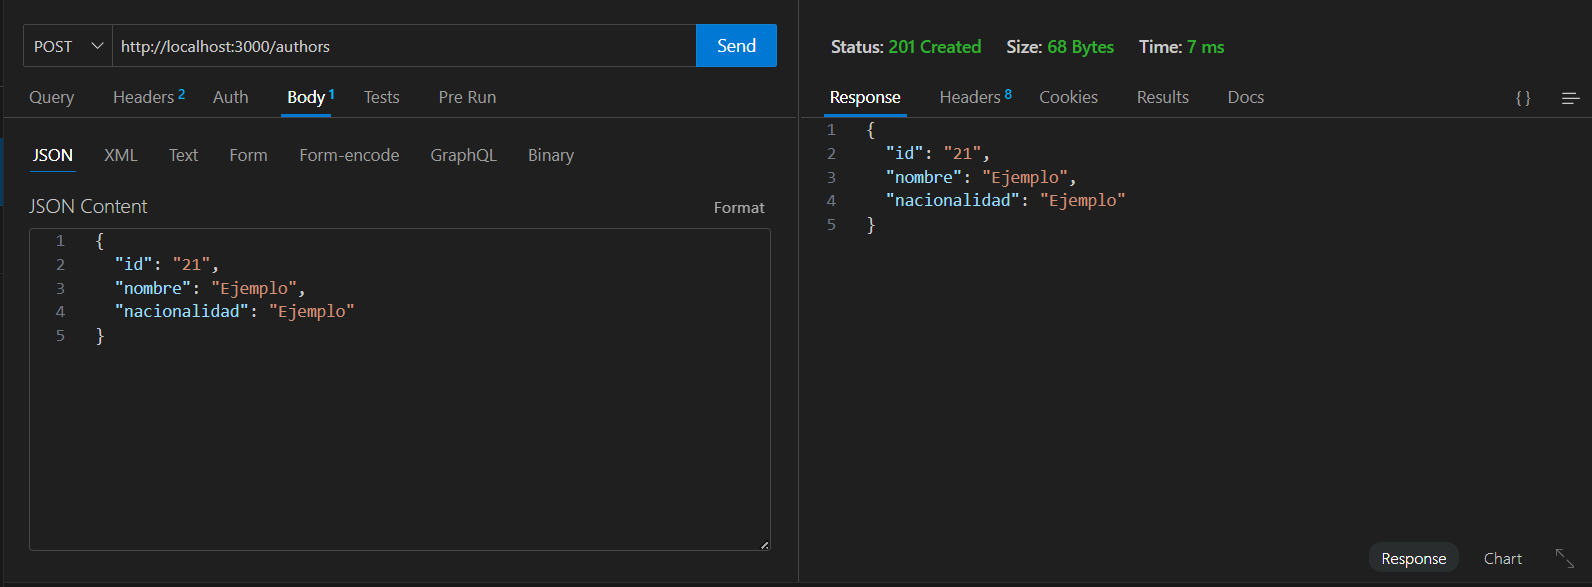 POST http://localhost:3000/authors Send
Query Headers 2 Auth Body 1 Tests Pre Run
JSON XML Text Form Form-encode GraphQL Binary
JSON Content Format
1 {
2 "id": "21",
3 "nombre": "Ejemplo",
4 "nacionalidad": "Ejemplo"
5 }
Status: 201 Created Size: 68 Bytes Time: 7 ms
Response Headers 8 Cookies Results Docs { }
1 {
2 "id": "21",
3 "nombre": "Ejemplo",
4 "nacionalidad": "Ejemplo"
5 }
Response Chart